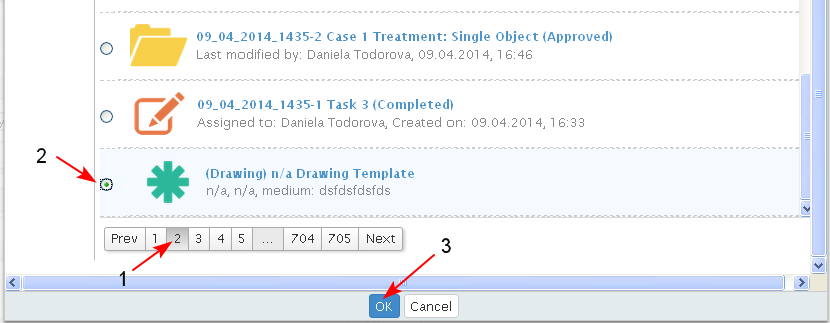 09_04_2014_1435-2 Case 1 Treatment: Single Object (Approved)
Last modified by: Daniela Todorova, 09.04.2014, 16:46
09_04_2014_1435-1 Task 3 (Completed)
Assigned to: Daniela Todorova, Created on: 09.04.2014, 16:33
2
(Drawing) n/a Drawing Template
n/a, n/a, medium: dsfdsfdsfds
Prev 1 2 3 4 5 ... 704 705 Next
1
3
OK Cancel